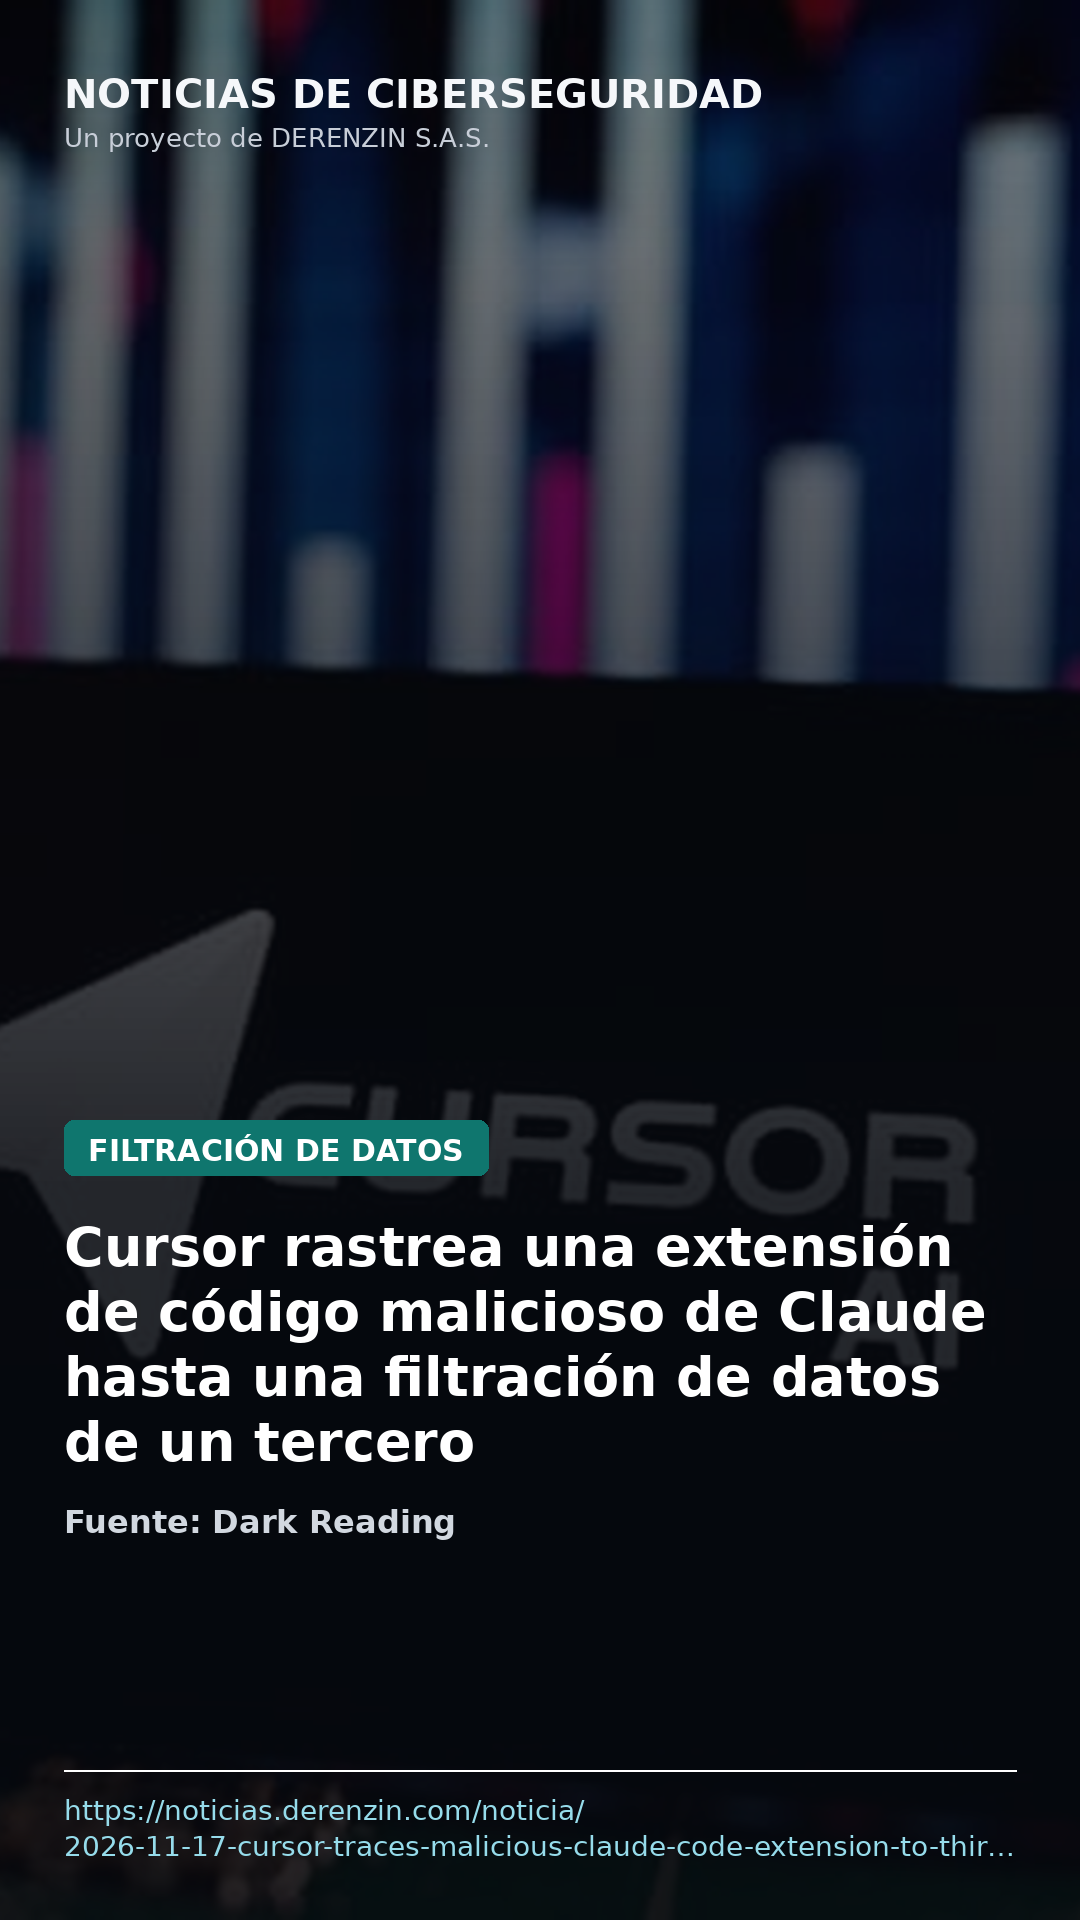 NOTICIAS DE CIBERSEGURIDAD
Un proyecto de DERENZIN S.A.S.
CURSOR
AI
FILTRACIÓN DE DATOS
Cursor rastrea una extensión
de código malicioso de Claude
hasta una filtración de datos
de un tercero
Fuente: Dark Reading
https://noticias.derenzin.com/noticia/
2026-11-17-cursor-traces-malicious-claude-code-extension-to-thir...